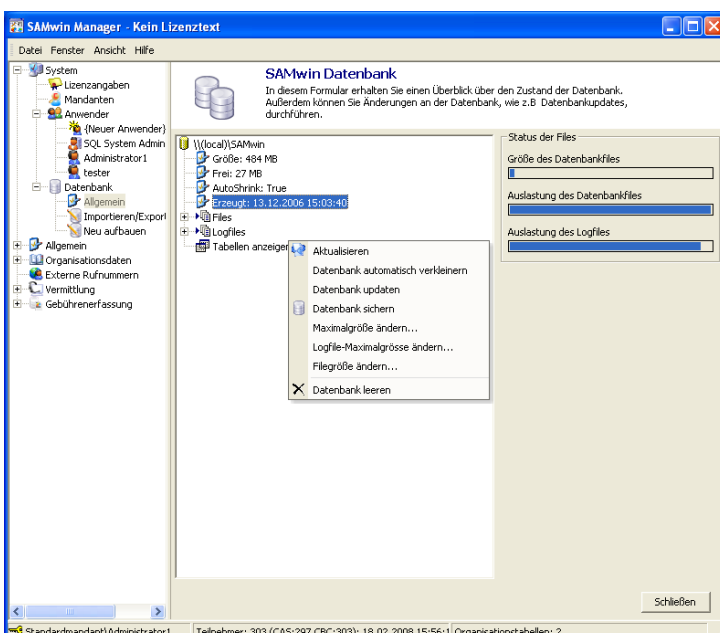 SAMwin Manager - Kein Lizenztext
Datei Fenster Ansicht Hilfe
System
Lizenzangaben
Mandanten
Anwender
{Neuer Anwender}
SQL System Admin
Administrator1
tester
Datenbank
Allgemein
Importieren/Export
Neu aufbauen
Allgemein
Organisationsdaten
Externe Rufnummern
Vermittlung
Gebührenerfassung
SAMwin Datenbank
In diesem Formular erhalten Sie einen Überblick über den Zustand der Datenbank.
Außerdem können Sie Änderungen an der Datenbank, wie z.B Datenbankupdates,
durchführen.
\\(local)\SAMwin
Größe: 484 MB
Frei: 27 MB
AutoShrink: True
Erzeugt: 13.12.2006 15:03:40
Files
Logfiles
Tabellen anzeigen
Aktualisieren
Datenbank automatisch verkleinern
Datenbank updaten
Datenbank sichern
Maximalgröße ändern...
Logfile-Maximalgrösse ändern...
Filegröße ändern...
Datenbank leeren
Status der Files
Größe des Datenbankfiles
Auslastung des Datenbankfiles
Auslastung des Logfiles
Schließen
Standardmandant\Administrator1 Teilnehmer: 303 (CAS:297 CBC:303); 18.02.2008 15:56:1 Organisationstabellen: 2